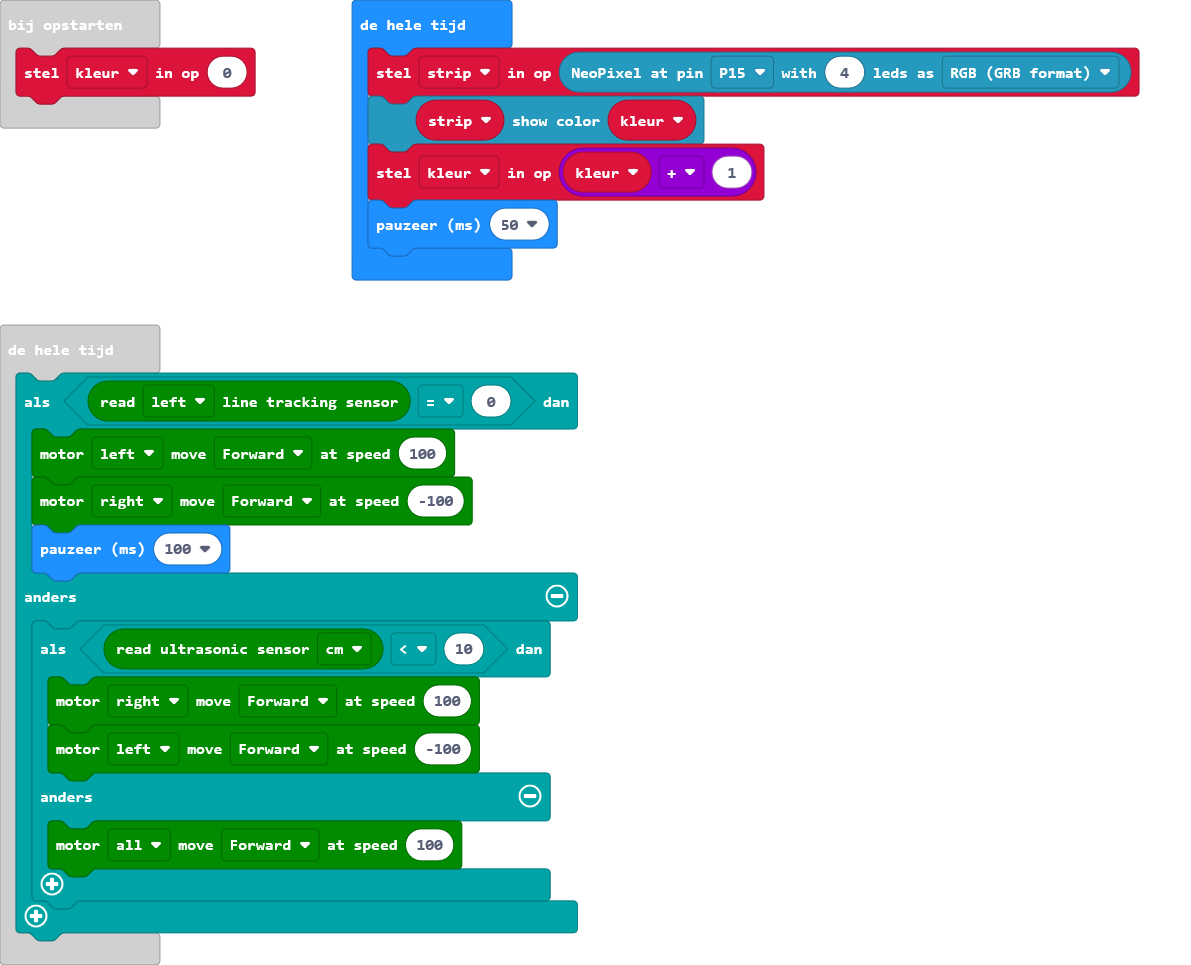 bij opstarten
stel kleur in op 0
de hele tijd
stel strip in op NeoPixel at pin P15 with 4 leds as RGB (GRB format)
strip show color kleur
stel kleur in op kleur + 1
pauzeer (ms) 50
de hele tijd
als read left line tracking sensor = 0 dan
motor left move Forward at speed 100
motor right move Forward at speed -100
pauzeer (ms) 100
anders
als read ultrasonic sensor cm < 10 dan
motor right move Forward at speed 100
motor left move Forward at speed -100
anders
motor all move Forward at speed 100